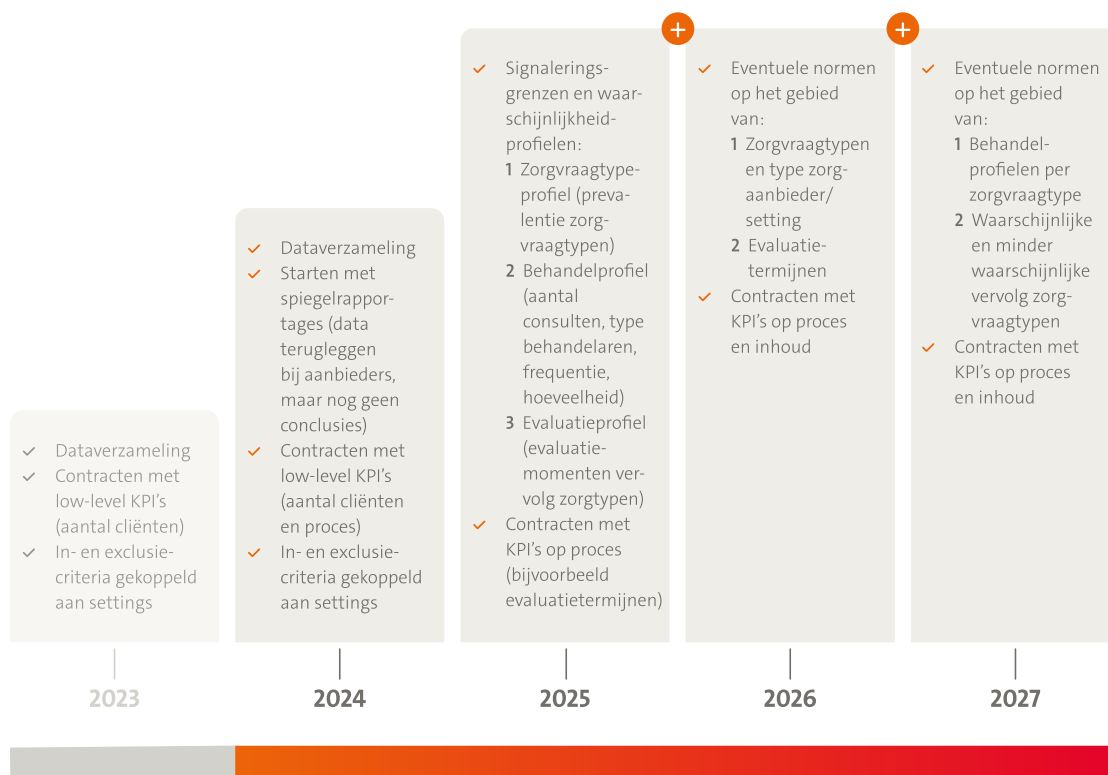 Dataverzameling
Contracten met
low-level KPI's
(aantal cliënten)
In- en exclusie-
criteria gekoppeld
aan settings
2023
Dataverzameling
Starten met
spiegelrappor-
tages (data
terugleggen
bij aanbieders,
maar nog geen
conclusies)
Contracten met
low-level KPI's
(aantal cliënten
en proces)
In- en exclusie-
criteria gekoppeld
aan settings
2024
Signalerings-
grenzen en waar-
schijnlijkheid-
profielen:
1 Zorgvraagtype-
profiel (preva-
lentie zorg-
vraagtypen)
2 Behandelprofiel
(aantal
consulten, type
behandelaren,
frequentie,
hoeveelheid)
3 Evaluatieprofiel
(evaluatie-
momenten ver-
volg zorgtypen)
Contracten met
KPI's op proces
(bijvoorbeeld
evaluatietermijnen)
2025
+
Eventuele normen
op het gebied
van:
1 Zorgvraagtypen
en type zorg-
aanbieder/
setting
2 Evaluatie-
termijnen
Contracten met
KPI's op proces
en inhoud
2026
+
Eventuele normen
op het gebied
van:
1 Behandel-
profielen per
zorgvraagtype
2 Waarschijnlijke
en minder
waarschijnlijke
vervolg zorg-
vraagtypen
Contracten met
KPI's op proces
en inhoud
2027